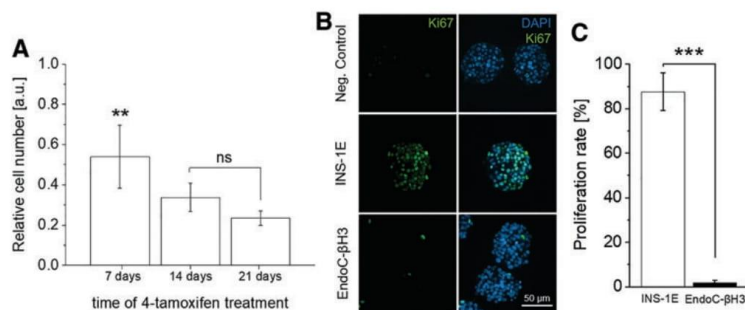 A
Relative cell number [a.u.]
1.0
0.8
0.6
0.4
0.2
0.0
**
ns
7 days 14 days 21 days
time of 4-tamoxifen treatment
B
Ki67 DAPI
Ki67
Neg. Control
INS-1E
EndoC-βH3
50 µm
C
Proliferation rate [%]
100
80
60
40
20
0
***
INS-1E EndoC-βH3